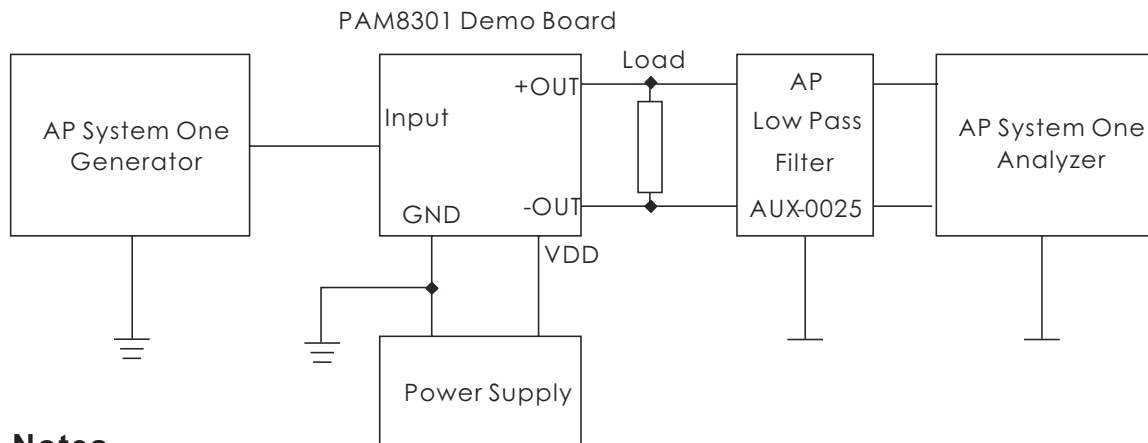 PAM8301 Demo Board
AP System One
Generator
Input
GND
+OUT
-OUT
VDD
Load
AP
Low Pass
Filter
AUX-0025
AP System One
Analyzer
Power Supply
Notes